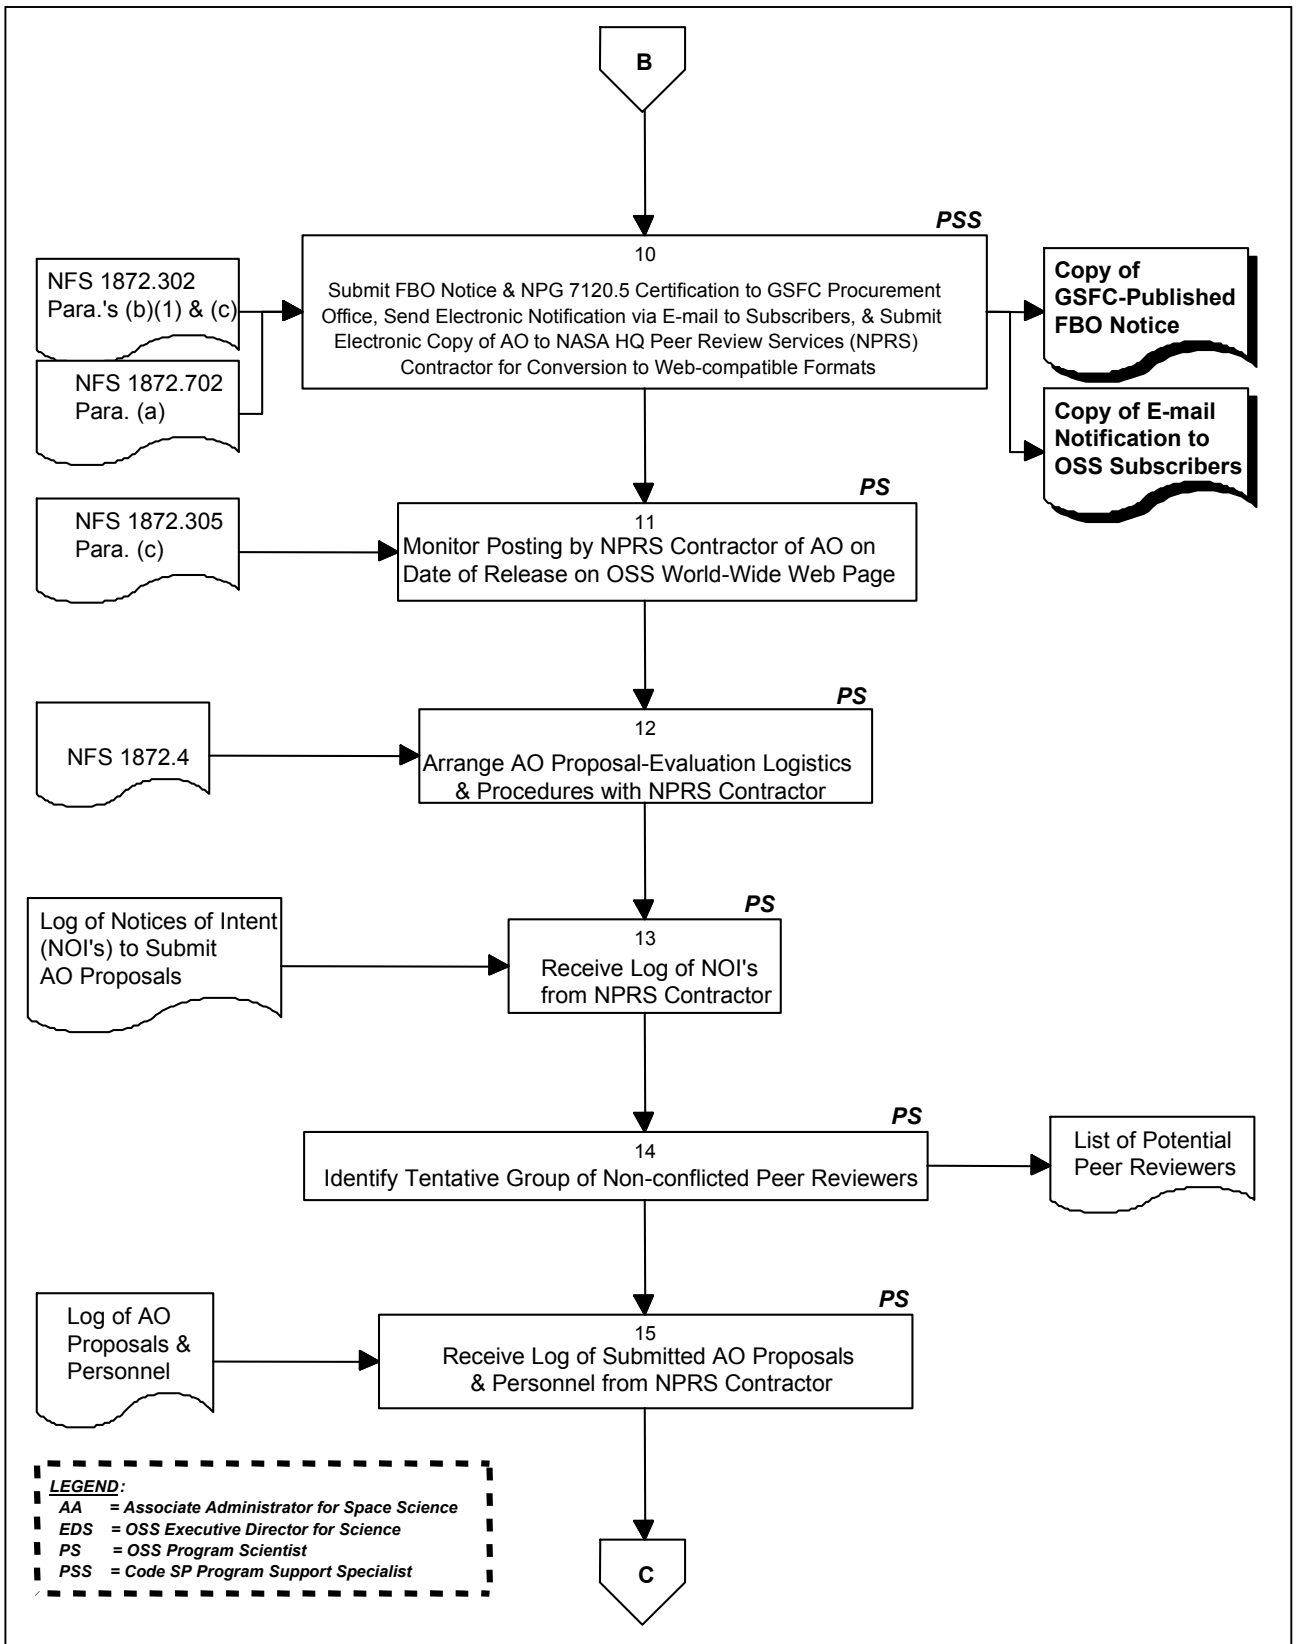 B
PSS
NFS 1872.302
Para.'s (b)(1) & (c)
NFS 1872.702
Para. (a)
10
Submit FBO Notice & NPG 7120.5 Certification to GSFC Procurement
Office, Send Electronic Notification via E-mail to Subscribers, & Submit
Electronic Copy of AO to NASA HQ Peer Review Services (NPRS)
Contractor for Conversion to Web-compatible Formats
Copy of
GSFC-Published
FBO Notice
Copy of E-mail
Notification to
OSS Subscribers
PS
NFS 1872.305
Para. (c)
11
Monitor Posting by NPRS Contractor of AO on
Date of Release on OSS World-Wide Web Page
PS
NFS 1872.4
12
Arrange AO Proposal-Evaluation Logistics
& Procedures with NPRS Contractor
PS
Log of Notices of Intent
(NOI's) to Submit
AO Proposals
13
Receive Log of NOI's
from NPRS Contractor
PS
14
Identify Tentative Group of Non-conflicted Peer Reviewers
List of Potential
Peer Reviewers
PS
Log of AO
Proposals &
Personnel
15
Receive Log of Submitted AO Proposals
& Personnel from NPRS Contractor
LEGEND:
AA = Associate Administrator for Space Science
EDS = OSS Executive Director for Science
PS = OSS Program Scientist
PSS = Code SP Program Support Specialist
C